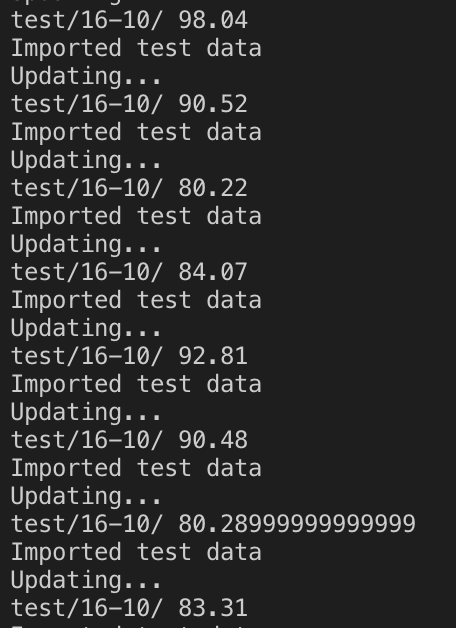 test/16-10/ 98.04
Imported test data
Updating...
test/16-10/ 90.52
Imported test data
Updating...
test/16-10/ 80.22
Imported test data
Updating...
test/16-10/ 84.07
Imported test data
Updating...
test/16-10/ 92.81
Imported test data
Updating...
test/16-10/ 90.48
Imported test data
Updating...
test/16-10/ 80.28999999999999
Imported test data
Updating...
test/16-10/ 83.31